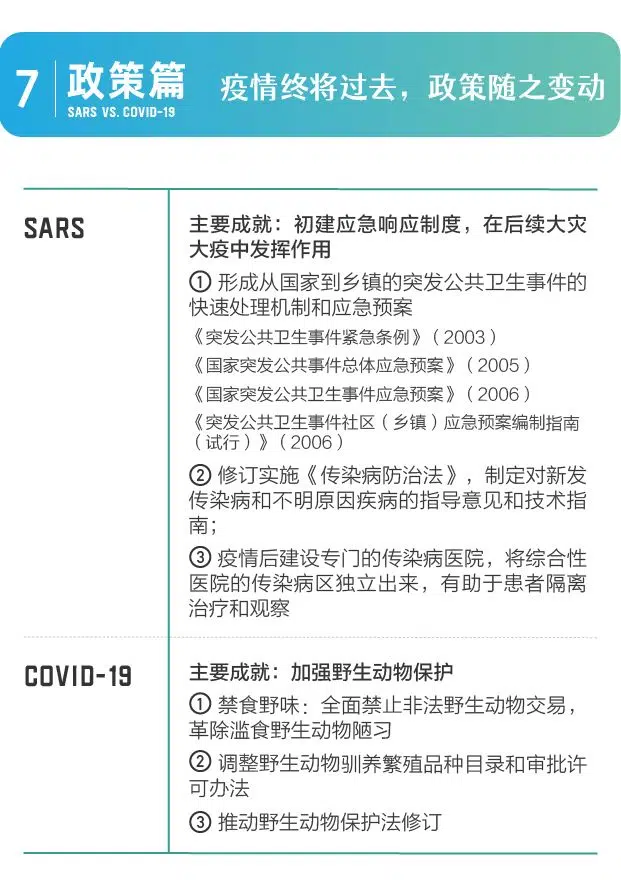 7
政策篇
SARS VS. COVID-19
疫情终将过去，政策随之变动
SARS
主要成就：初建应急响应制度，在后续大灾
大疫中发挥作用
① 形成从国家到乡镇的突发公共卫生事件的
快速处理机制和应急预案
《突发公共卫生事件紧急条例》（2003）
《国家突发公共事件总体应急预案》（2005）
《国家突发公共卫生事件应急预案》（2006）
《突发公共卫生事件社区（乡镇）应急预案编制指南
（试行）》（2006）
② 修订实施《传染病防治法》，制定对新发
传染病和不明原因疾病的指导意见和技术指
南；
③ 疫情后建设专门的传染病医院，将综合性
医院的传染病区独立出来，有助于患者隔离
治疗和观察
COVID-19
主要成就：加强野生动物保护
① 禁食野味：全面禁止非法野生动物交易，
革除滥食野生动物陋习
② 调整野生动物驯养繁殖品种目录和审批许
可办法
③ 推动野生动物保护法修订